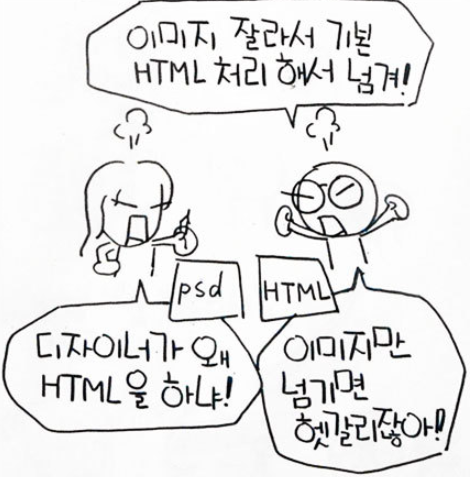 이미지 잘라서 기본
HTML 처리 해서 넘겨!
psd
HTML
디자이너가 왜
HTML을 하냐!
이미지만
넘기면
헷갈리잖아!